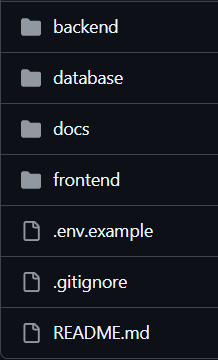 backend
database
docs
frontend
.env.example
.gitignore
README.md